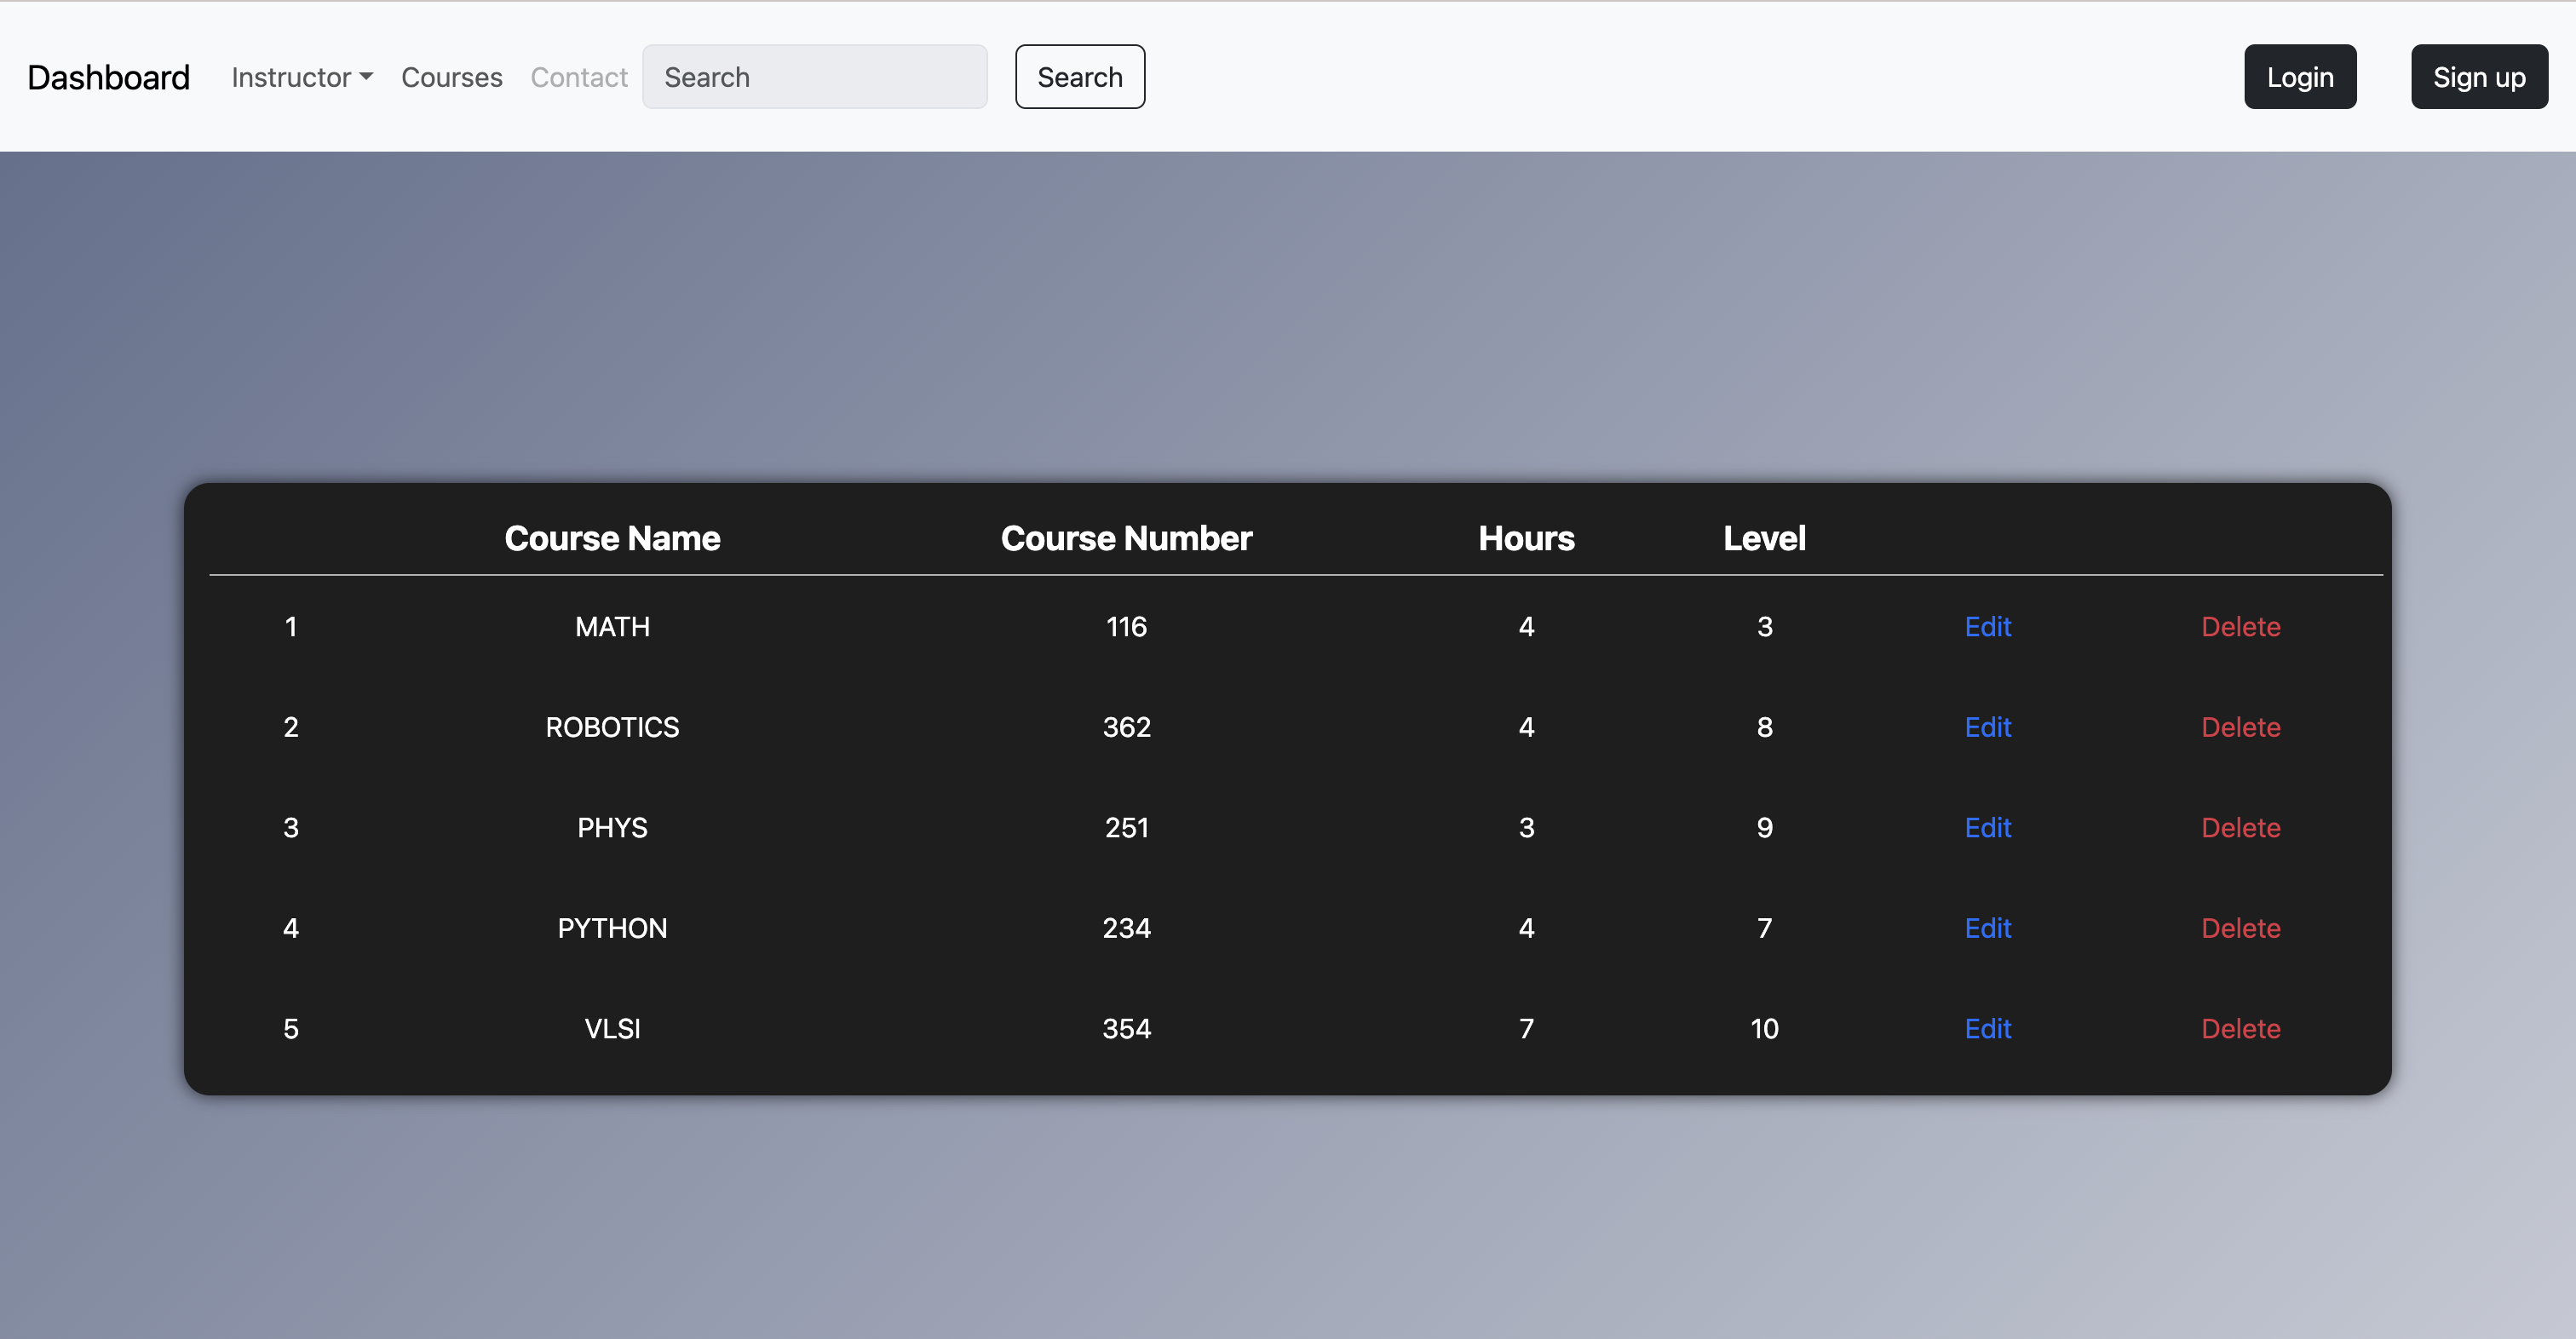 Dashboard Instructor Courses Contact Search Search Login Sign up
Course Name Course Number Hours Level
1 MATH 116 4 3 Edit Delete
2 ROBOTICS 362 4 8 Edit Delete
3 PHYS 251 3 9 Edit Delete
4 PYTHON 234 4 7 Edit Delete
5 VLSI 354 7 10 Edit Delete